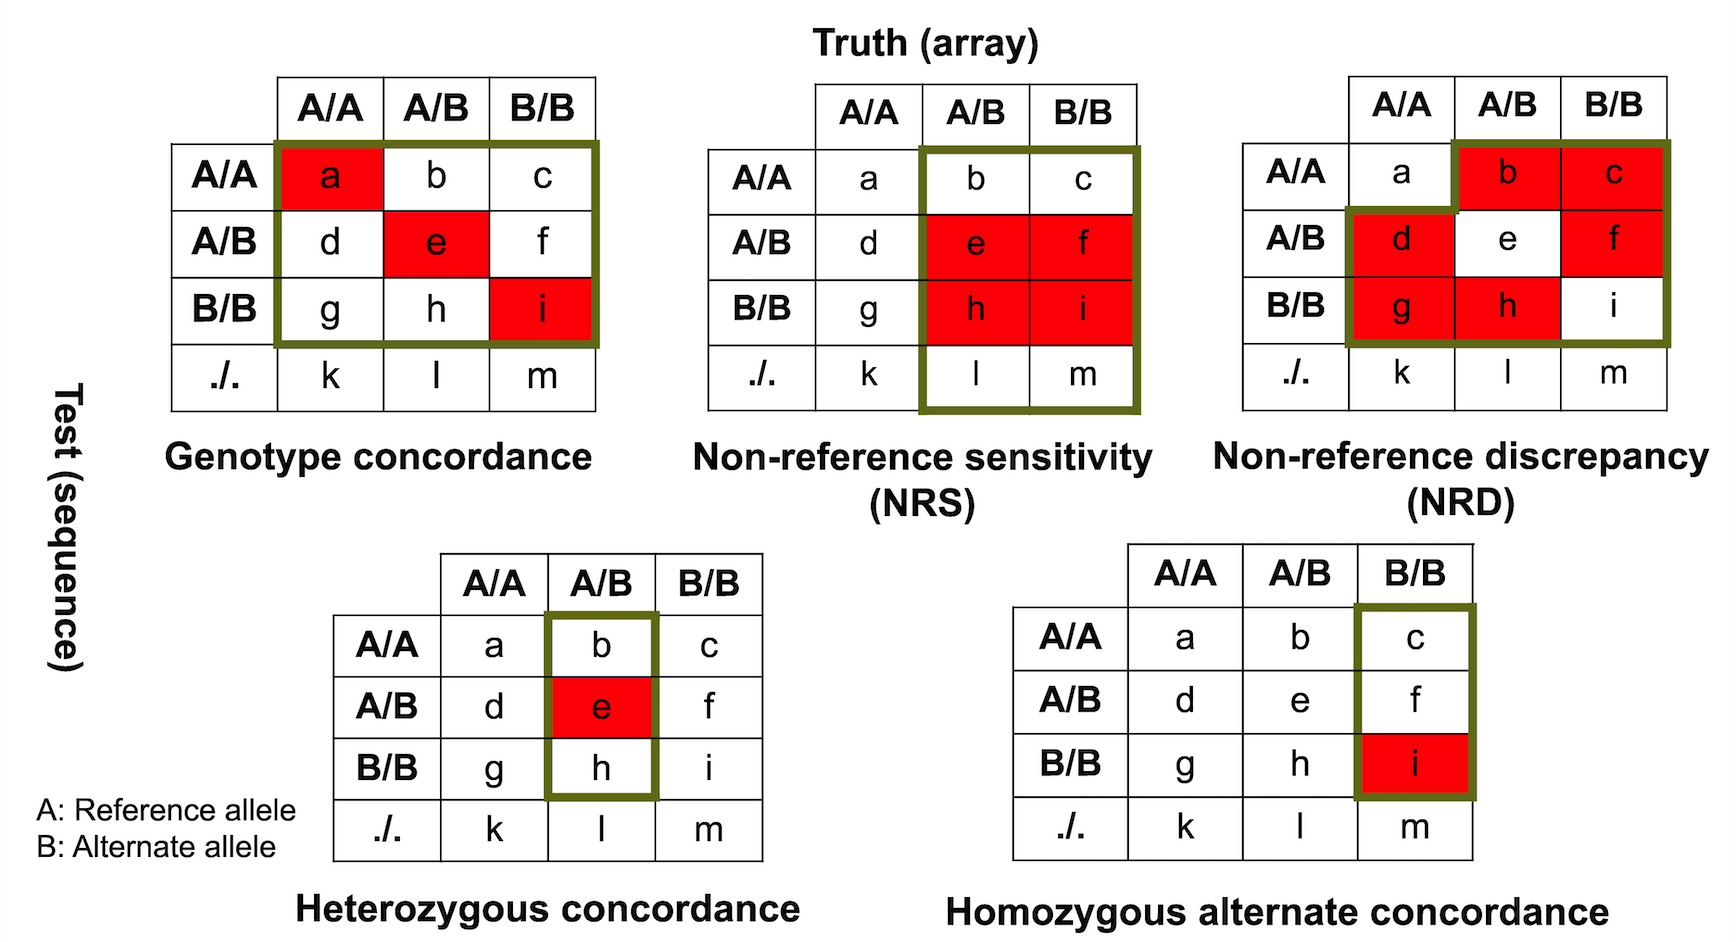 Truth (array)
A/A A/B B/B
A/A a b c
A/B d e f
B/B g h i
./. k l m
Genotype concordance
A/A A/B B/B
A/A a b c
A/B d e f
B/B g h i
./. k l m
Non-reference sensitivity
(NRS)
A/A A/B B/B
A/A a b c
A/B d e f
B/B g h i
./. k l m
Non-reference discrepancy
(NRD)
Test (sequence)
A/A A/B B/B
A/A a b c
A/B d e f
B/B g h i
./. k l m
Heterozygous concordance
A/A A/B B/B
A/A a b c
A/B d e f
B/B g h i
./. k l m
Homozygous alternate concordance
A: Reference allele
B: Alternate allele